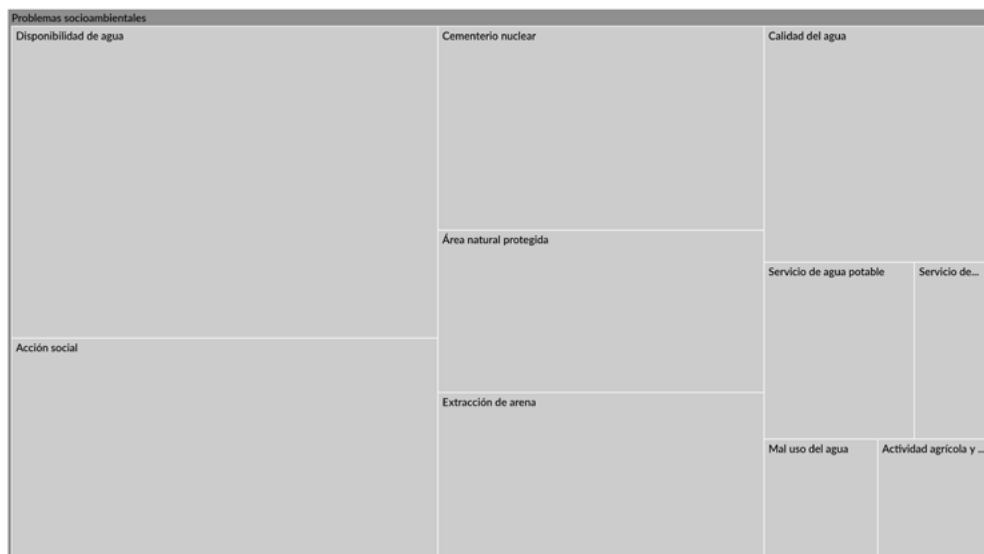 Problemas socioambientales
Disponibilidad de agua
Cementerio nuclear
Calidad del agua
Área natural protegida
Servicio de agua potable
Servicio de...
Acción social
Extracción de arena
Mal uso del agua
Actividad agrícola y ...